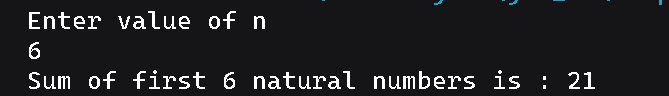 Enter value of n
6
Sum of first 6 natural numbers is : 21